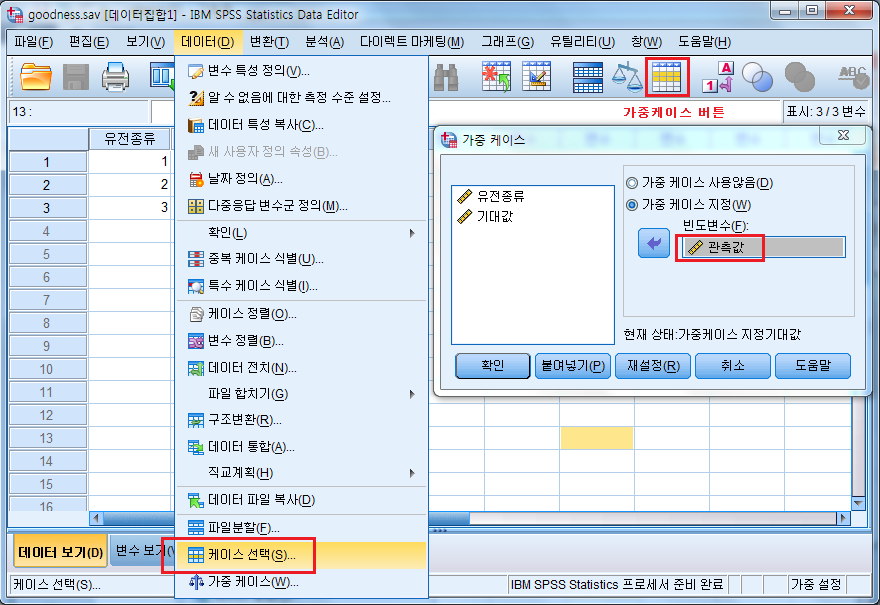 goodness.sav [데이터집합1] - IBM SPSS Statistics Data Editor
파일(F) 편집(E) 보기(V) 데이터(D) 변환(T) 분석(A) 다이렉트 마케팅(M) 그래프(G) 유틸리티(U) 창(W) 도움말(H)
변수 특성 정의(V)...
알 수 없음에 대한 측정 수준 설정...
데이터 특성 복사(C)...
새 사용자 정의 속성(B)...
날짜 정의(A)...
다중응답 변수군 정의(M)...
확인(L)
중복 케이스 식별(U)...
특수 케이스 식별(I)...
케이스 정렬(O)...
변수 정렬(B)...
데이터 전치(N)...
파일 합치기(G)
구조변환(R)...
데이터 통합(A)...
직교계획(H)
데이터 파일 복사(D)
파일분할(F)...
케이스 선택(S)...
가중 케이스(W)...
13 :
가중케이스 버튼
표시: 3 / 3 변수
유전종류
1 1
2 2
3 3
4
5
6
7
8
9
10
11
12
13
14
15
16
가중 케이스
유전종류
기대값
가중 케이스 사용않음(D)
가중 케이스 지정(W)
빈도변수(F):
관측값
현재 상태:가중케이스 지정기대값
확인 붙여넣기(P) 재설정(R) 취소 도움말
데이터 보기(D) 변수 보기(V
케이스 선택(S)...
IBM SPSS Statistics 프로세서 준비 완료
가중 설정